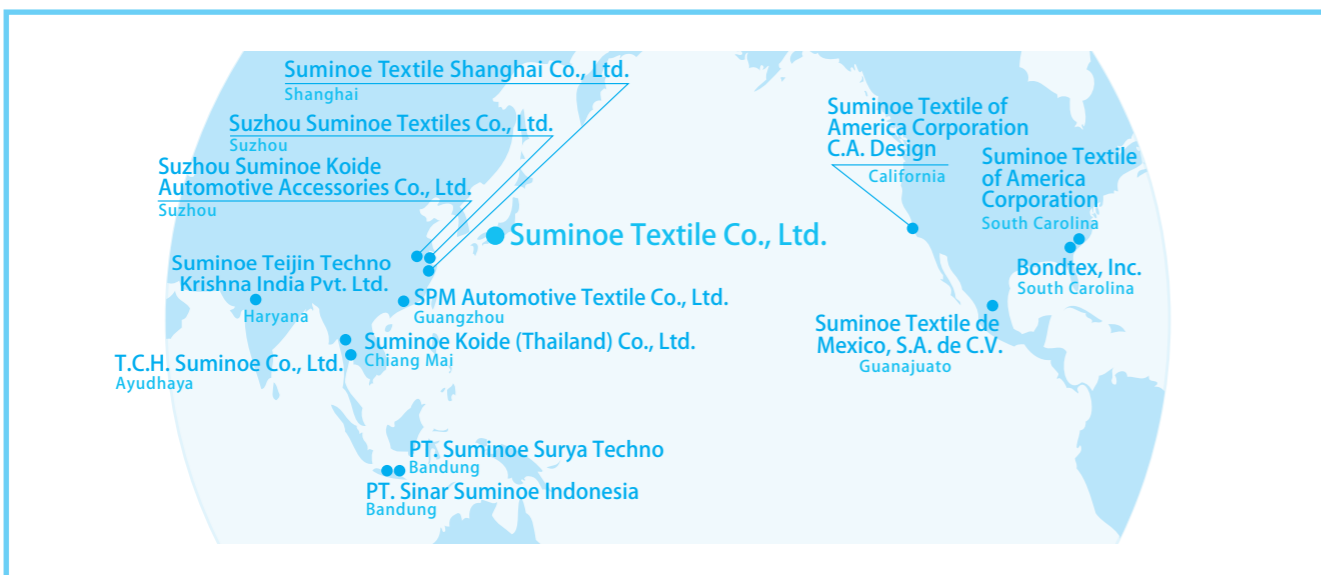 Suminoe Textile Shanghai Co., Ltd.
Shanghai
Suzhou Suminoe Textiles Co., Ltd.
Suzhou
Suzhou Suminoe Koide
Automotive Accessories Co., Ltd.
Suzhou
Suminoe Textile Co., Ltd.
Suminoe Teijin Techno
Krishna India Pvt. Ltd.
Haryana
SPM Automotive Textile Co., Ltd.
Guangzhou
Suminoe Koide (Thailand) Co., Ltd.
Chiang Mai
T.C.H. Suminoe Co., Ltd.
Ayudhaya
PT. Suminoe Surya Techno
Bandung
PT. Sinar Suminoe Indonesia
Bandung
Suminoe Textile of
America Corporation
C.A. Design
California
Suminoe Textile
of America
Corporation
South Carolina
Bondtex, Inc.
South Carolina
Suminoe Textile de
Mexico, S.A. de C.V.
Guanajuato